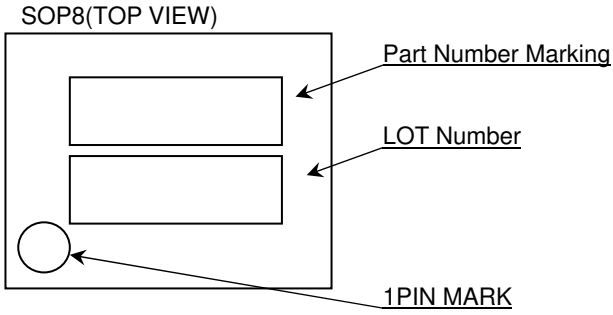 SOP8(TOP VIEW)
Part Number Marking
LOT Number
1PIN MARK